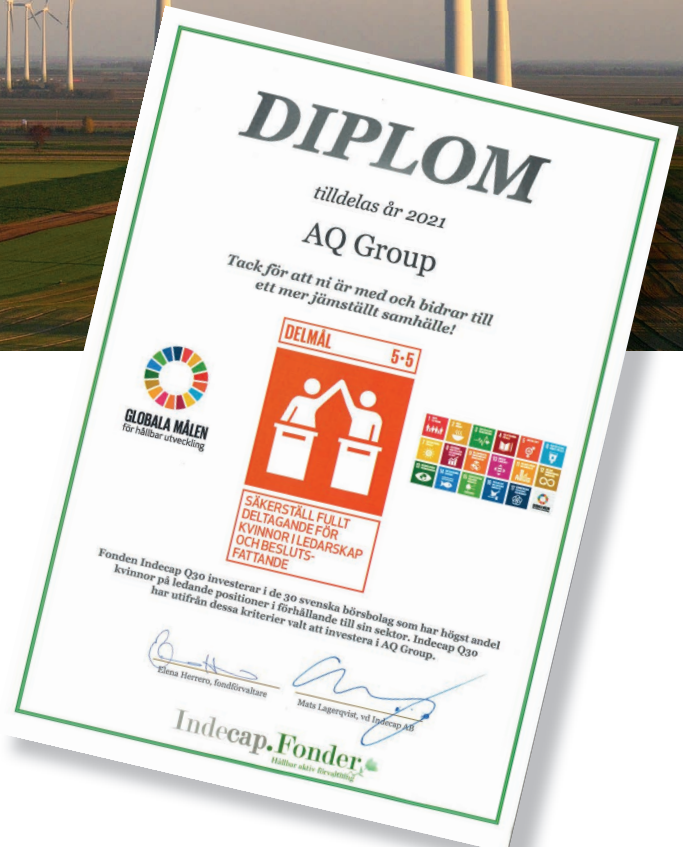 DIPLOM
tilldelas år 2021
AQ Group
Tack för att ni är med och bidrar till
ett mer jämställt samhälle!
DELMÅL 5·5
GLOBALA MÅLEN
för hållbar utveckling
SÄKERSTÄLL FULLT
DELTAGANDE FÖR
KVINNOR I LEDARSKAP
OCH BESLUTS-
FATTANDE
Fonden Indecap Q30 investerar i de 30 svenska börsbolag som har högst andel
kvinnor på ledande positioner i förhållande till sin sektor. Indecap Q30
har utifrån dessa kriterier valt att investera i AQ Group.
Elena Herrero, fondförvaltare
Mats Lagerqvist, vd Indecap AB
Indecap.Fonder
Hållbar aktiv förvaltning